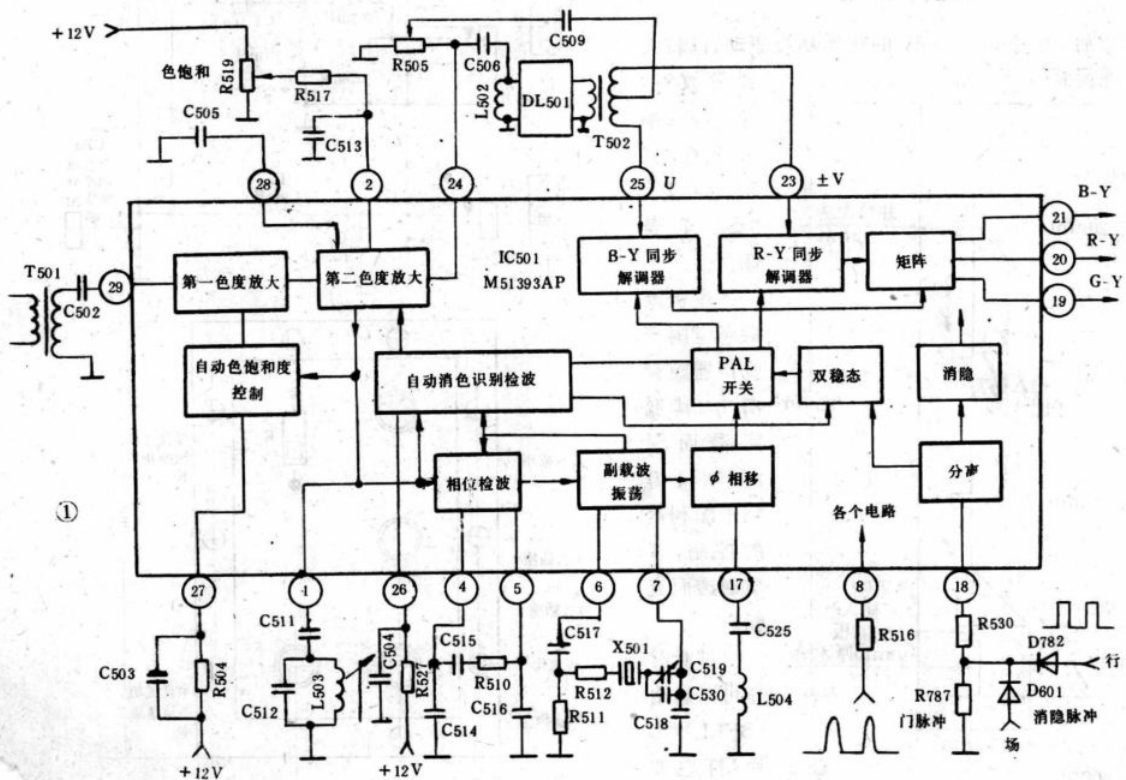 +12V
色饱和
R519
R517
C505
C513
R505
C506
C509
L502
DL501
T502
28
2
24
25
U
23
±V
T501
C502
29
第一色度放大
第二色度放大
IC501
M51393AP
B-Y同步
解调器
R-Y同步
解调器
矩阵
B-Y
21
R-Y
20
G-Y
19
自动色饱和度
控制
自动消色识别检波
PAL
开关
双稳态
消隐
相位检波
副载波
振荡
φ 相移
分离
①
各个电路
27
1
26
4
5
6
7
17
8
18
C503
R504
+12V
C511
C512
L503
C504
R527
+12V
C515
R510
C514
C516
C517
R512
R511
X501
C519
C530
C518
C525
L504
R516
R530
D782
行
R787
门脉冲
D601
消隐脉冲
场